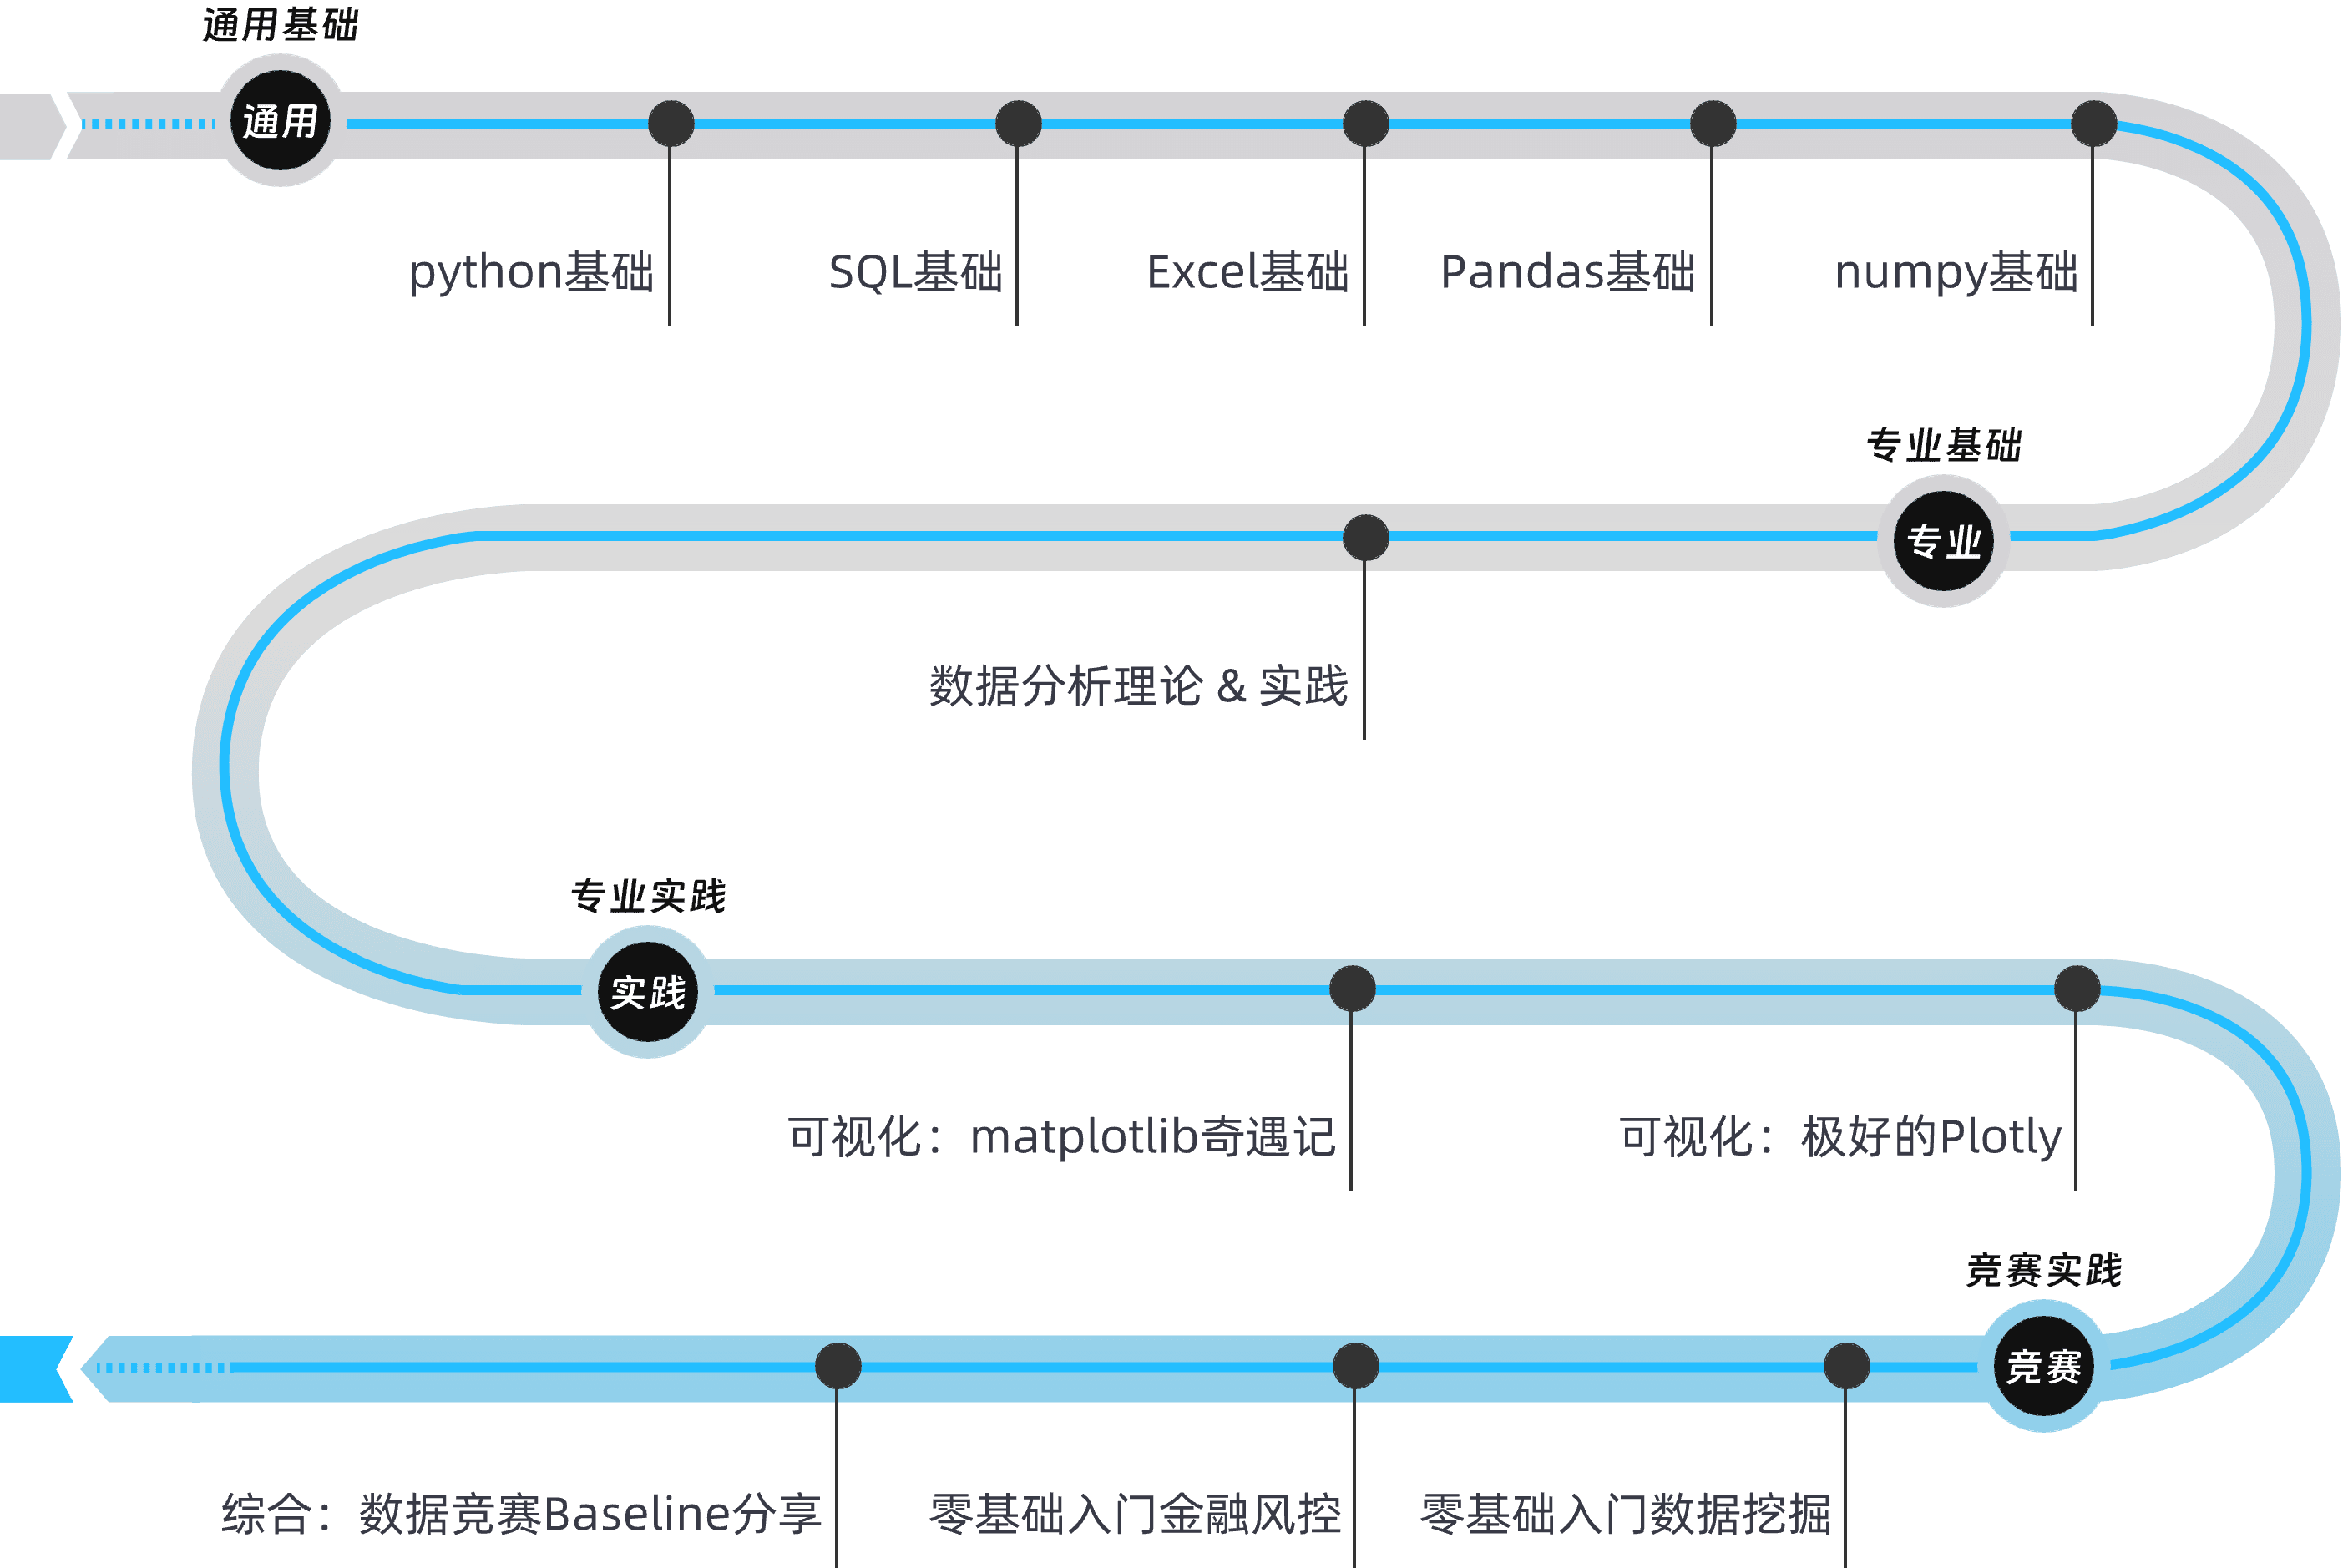 通用基础
通用
python基础
SQL基础
Excel基础
Pandas基础
numpy基础
专业基础
专业
数据分析理论 & 实践
专业实践
实践
可视化：matplotlib奇遇记
可视化：极好的Plotly
竞赛实践
竞赛
综合：数据竞赛Baseline分享
零基础入门金融风控
零基础入门数据挖掘